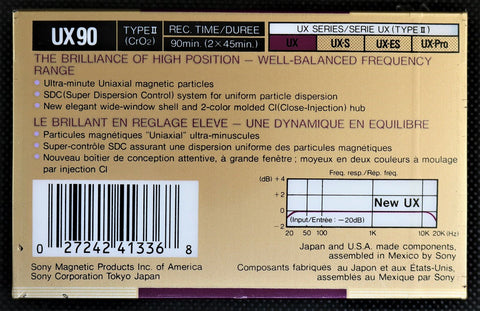 UX90
TYPE II
(CrO2)
REC. TIME/DUREE
90min. (2×45min.)
UX SERIES/SERIE UX (TYPE II)
UX UX-S UX-ES UX-Pro
THE BRILLIANCE OF HIGH POSITION — WELL-BALANCED FREQUENCY
RANGE
• Ultra-minute Uniaxial magnetic particles
• SDC(Super Dispersion Control) system for uniform particle dispersion
• New elegant wide-window shell and 2-color molded CI(Close-Injection) hub
LE BRILLANT EN REGLAGE ELEVE — UNE DYNAMIQUE EN EQUILIBRE
• Particules magnétiques "Uniaxial" ultra-minuscules
• Super-contrôle SDC assurant une dispersion uniforme des particules magnétiques
• Nouveau boîtier de conception attentive, à grande fenêtre; moyeux en deux couleurs à moulage
par injection CI
0 27242 41336 8
Sony Magnetic Products Inc. of America
Sony Corporation Tokyo Japan
Freq. resp./Rép. fréq.
(dB) +4
+2
0
-2
New UX
(Input/Entrée: -20dB)
20 50 100 1K 10K 20K (Hz)
Japan and U.S.A. made components,
assembled in Mexico by Sony
Composants fabriqués au Japon et aux Etats-Unis,
assemblés au Mexique par Sony